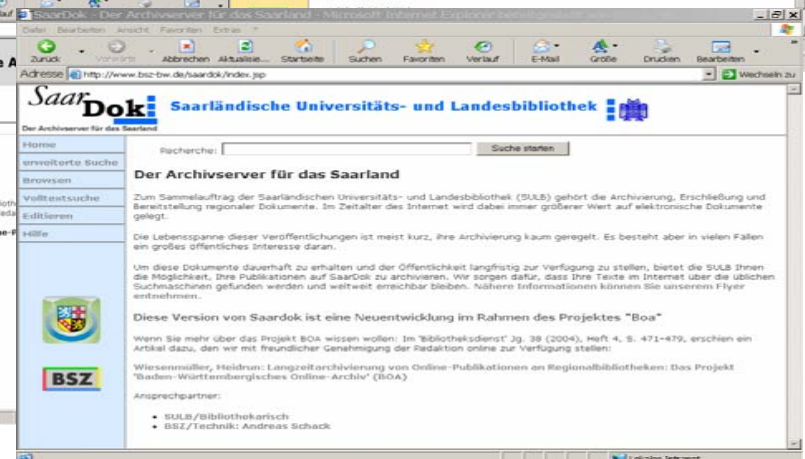 SaarDok - Der Archivserver für das Saarland - Microsoft Internet Explorer
Datei Bearbeiten Ansicht Favoriten Extras ?
Zurück Vorwärts Abbrechen Aktualisie... Startseite Suchen Favoriten Verlauf E-Mail Größe Drucken Bearbeiten
Adresse http://www.bsz-bw.de/saardok/index.jsp Wechseln zu
SaarDok Saarländische Universitäts- und Landesbibliothek
Der Archivserver für das Saarland
Home
erweiterte Suche
Browsen
Volltextsuche
Editieren
Hilfe
BSZ
Recherche: Suche starten
Der Archivserver für das Saarland
Zum Sammelauftrag der Saarländischen Universitäts- und Landesbibliothek (SULB) gehört die Archivierung, Erschließung und
Bereitstellung regionaler Dokumente. Im Zeitalter des Internet wird dabei immer größerer Wert auf elektronische Dokumente
gelegt.
Die Lebensspanne dieser Veröffentlichungen ist meist kurz, ihre Archivierung kaum geregelt. Es besteht aber in vielen Fällen
ein großes öffentliches Interesse daran.
Um diese Dokumente dauerhaft zu erhalten und der Öffentlichkeit langfristig zur Verfügung zu stellen, bietet die SULB Ihnen
die Möglichkeit, Ihre Publikationen auf SaarDok zu archivieren. Wir sorgen dafür, dass Ihre Texte im Internet über die üblichen
Suchmaschinen gefunden werden und weltweit erreichbar bleiben. Nähere Informationen können Sie unserem Flyer
entnehmen.
Diese Version von Saardok ist eine Neuentwicklung im Rahmen des Projektes "Boa"
Wenn Sie mehr über das Projekt BOA wissen wollen: Im 'Bibliotheksdienst' Jg. 38 (2004), Heft 4, S. 471-479, erschien ein
Artikel dazu, den wir mit freundlicher Genehmigung der Redaktion online zur Verfügung stellen:
Wiesenmüller, Heidrun: Langzeitarchivierung von Online-Publikationen an Regionalbibliotheken: Das Projekt
'Baden-Württembergisches Online-Archiv' (BOA)
Ansprechpartner:
• SULB/Bibliothekarisch
• BSZ/Technik: Andreas Schack
Lokales Intranet